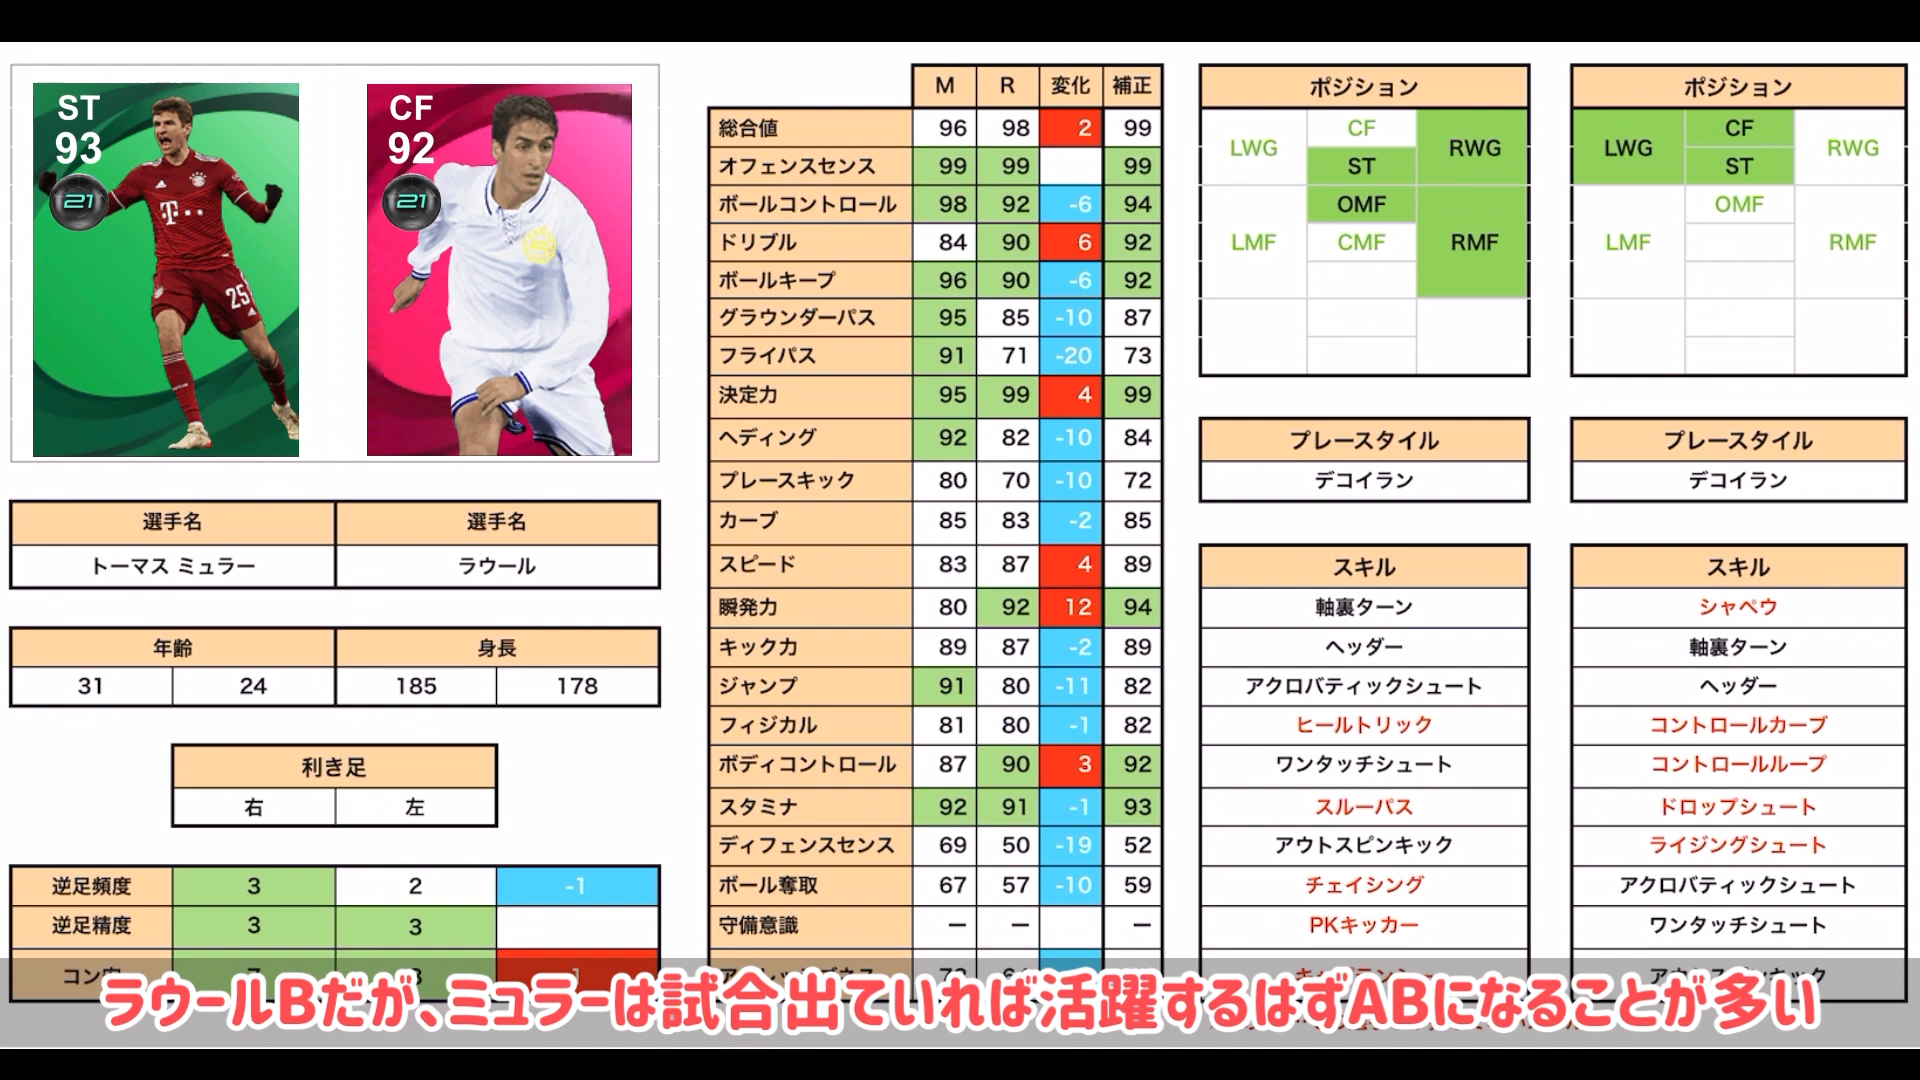 ST
93
21
25
CF
92
21
選手名 選手名
トーマス ミュラー ラウール
年齢 身長
31 24 185 178
利き足
右 左
逆足頻度 3 2 -1
逆足精度 3 3
M R 変化 補正
総合値 96 98 2 99
オフェンスセンス 99 99 99
ボールコントロール 98 92 -6 94
ドリブル 84 90 6 92
ボールキープ 96 90 -6 92
グラウンダーパス 95 85 -10 87
フライパス 91 71 -20 73
決定力 95 99 4 99
ヘディング 92 82 -10 84
プレースキック 80 70 -10 72
カーブ 85 83 -2 85
スピード 83 87 4 89
瞬発力 80 92 12 94
キック力 89 87 -2 89
ジャンプ 91 80 -11 82
フィジカル 81 80 -1 82
ボディコントロール 87 90 3 92
スタミナ 92 91 -1 93
ディフェンスセンス 69 50 -19 52
ボール奪取 67 57 -10 59
守備意識 － － －
ポジション
CF
LWG RWG
ST
OMF
LMF CMF RMF
プレースタイル
デコイラン
スキル
軸裏ターン
ヘッダー
アクロバティックシュート
ヒールトリック
ワンタッチシュート
スルーパス
アウトスピンキック
チェイシング
PKキッカー
ポジション
CF
LWG RWG
ST
OMF
LMF RMF
プレースタイル
デコイラン
スキル
シャペウ
軸裏ターン
ヘッダー
コントロールカーブ
コントロールループ
ドロップシュート
ライジングシュート
アクロバティックシュート
ワンタッチシュート
ラウールBだが、ミュラーは試合出ていれば活躍するはずABになることが多い